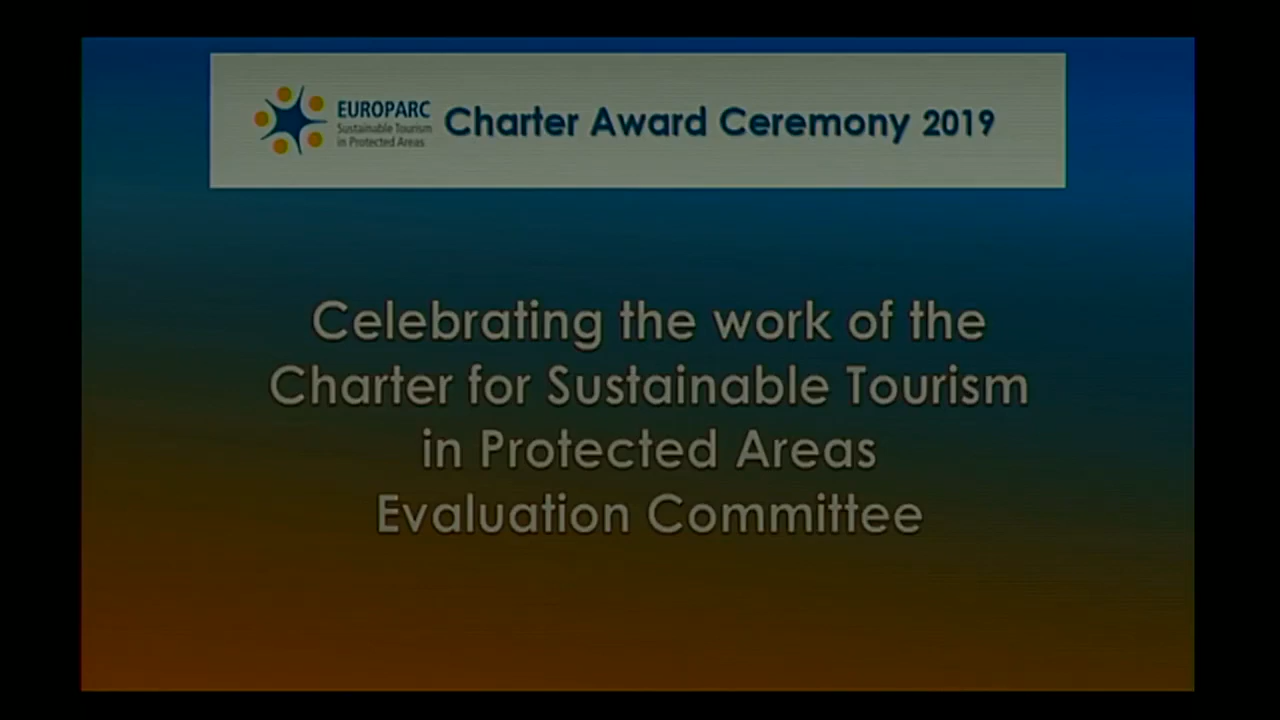 EUROPARC
Sustainable Tourism
in Protected Areas
Charter Award Ceremony 2019
Celebrating the work of the
Charter for Sustainable Tourism
in Protected Areas
Evaluation Committee